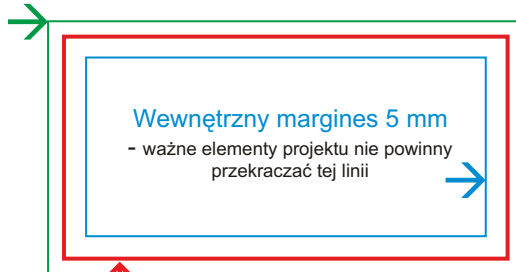 Wewnętrzny margines 5 mm
- ważne elementy projektu nie powinny
przekraczać tej linii